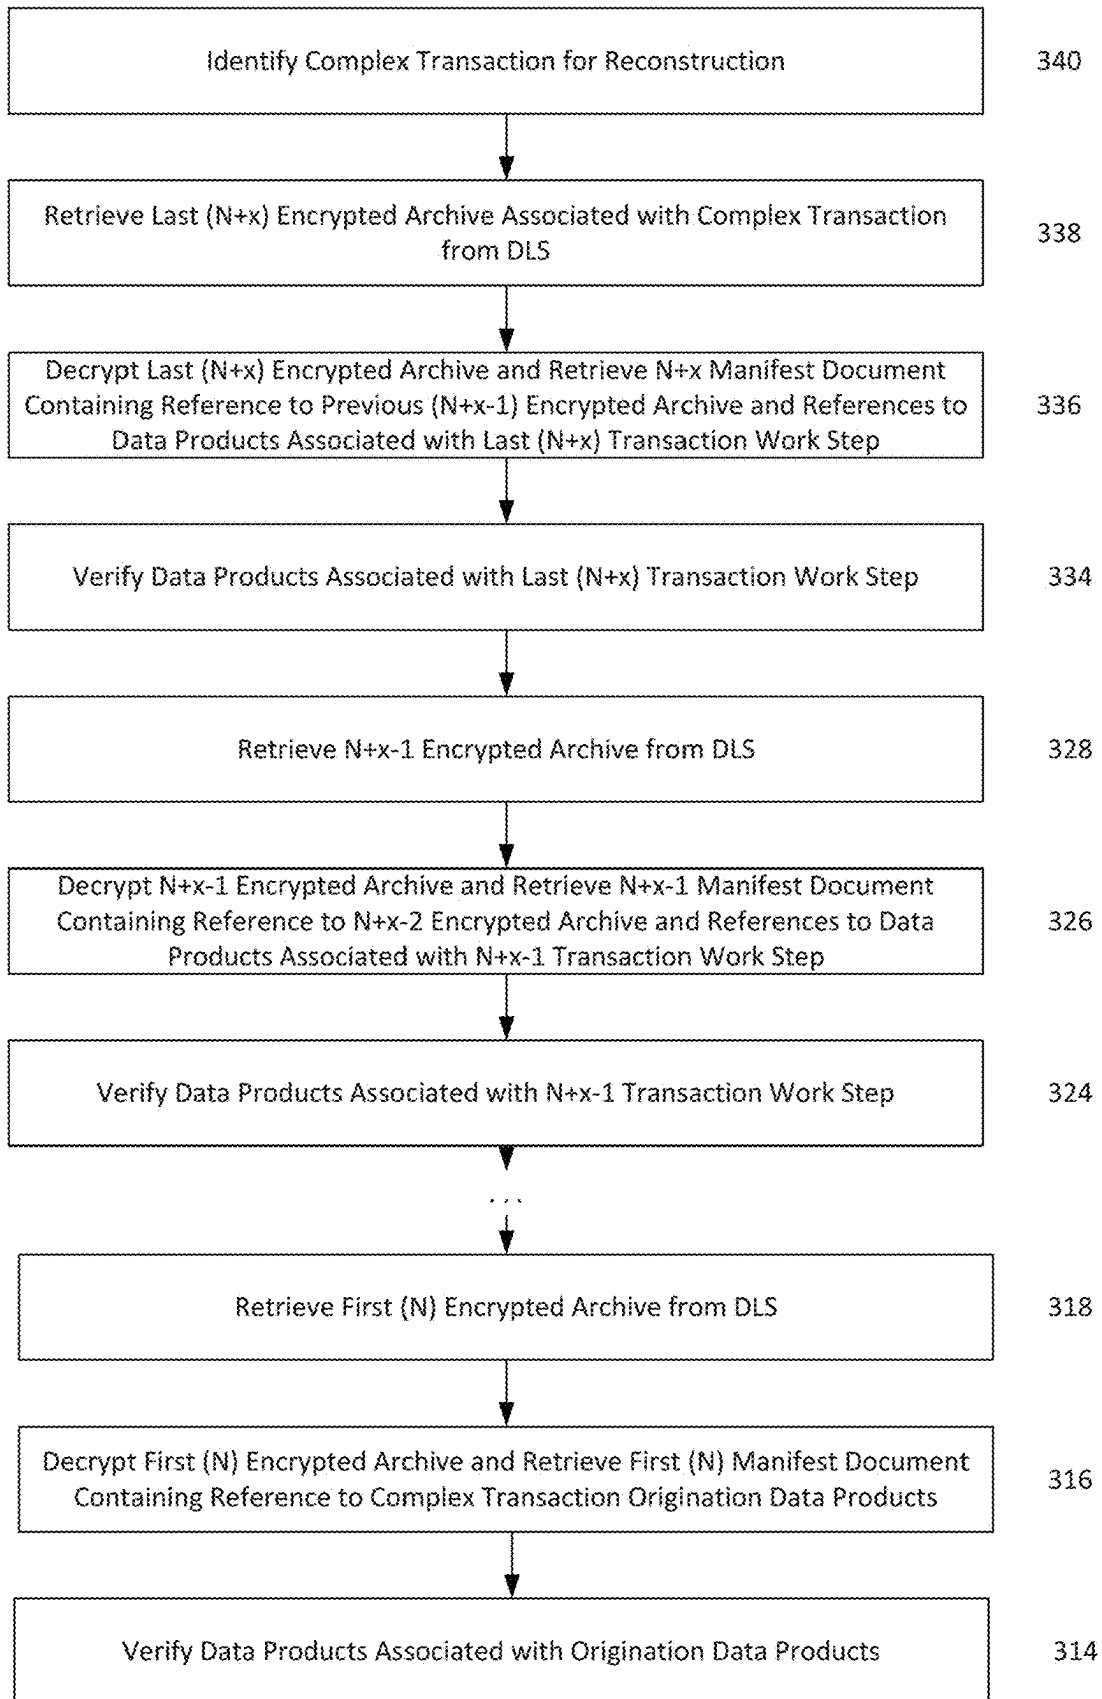 Identify Complex Transaction for Reconstruction
340
Retrieve Last (N+x) Encrypted Archive Associated with Complex Transaction
from DLS
338
Decrypt Last (N+x) Encrypted Archive and Retrieve N+x Manifest Document
Containing Reference to Previous (N+x-1) Encrypted Archive and References to
Data Products Associated with Last (N+x) Transaction Work Step
336
Verify Data Products Associated with Last (N+x) Transaction Work Step
334
Retrieve N+x-1 Encrypted Archive from DLS
328
Decrypt N+x-1 Encrypted Archive and Retrieve N+x-1 Manifest Document
Containing Reference to N+x-2 Encrypted Archive and References to Data
Products Associated with N+x-1 Transaction Work Step
326
Verify Data Products Associated with N+x-1 Transaction Work Step
324
...
Retrieve First (N) Encrypted Archive from DLS
318
Decrypt First (N) Encrypted Archive and Retrieve First (N) Manifest Document
Containing Reference to Complex Transaction Origination Data Products
316
Verify Data Products Associated with Origination Data Products
314